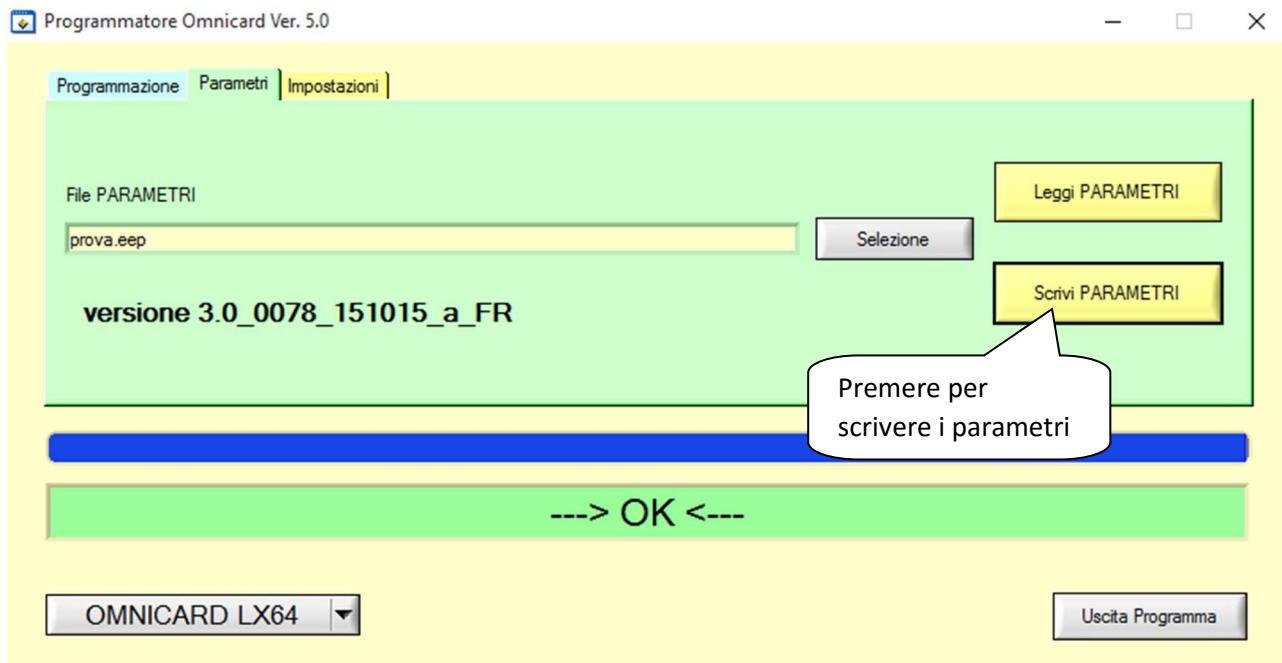 Programmatore Omnicard Ver. 5.0
Programmazione Parametri Impostazioni
File PARAMETRI
Leggi PARAMETRI
prova.eep
Selezione
Scrivi PARAMETRI
versione 3.0_0078_151015_a_FR
Premere per
scrivere i parametri
---> OK <---
OMNICARD LX64
Uscita Programma